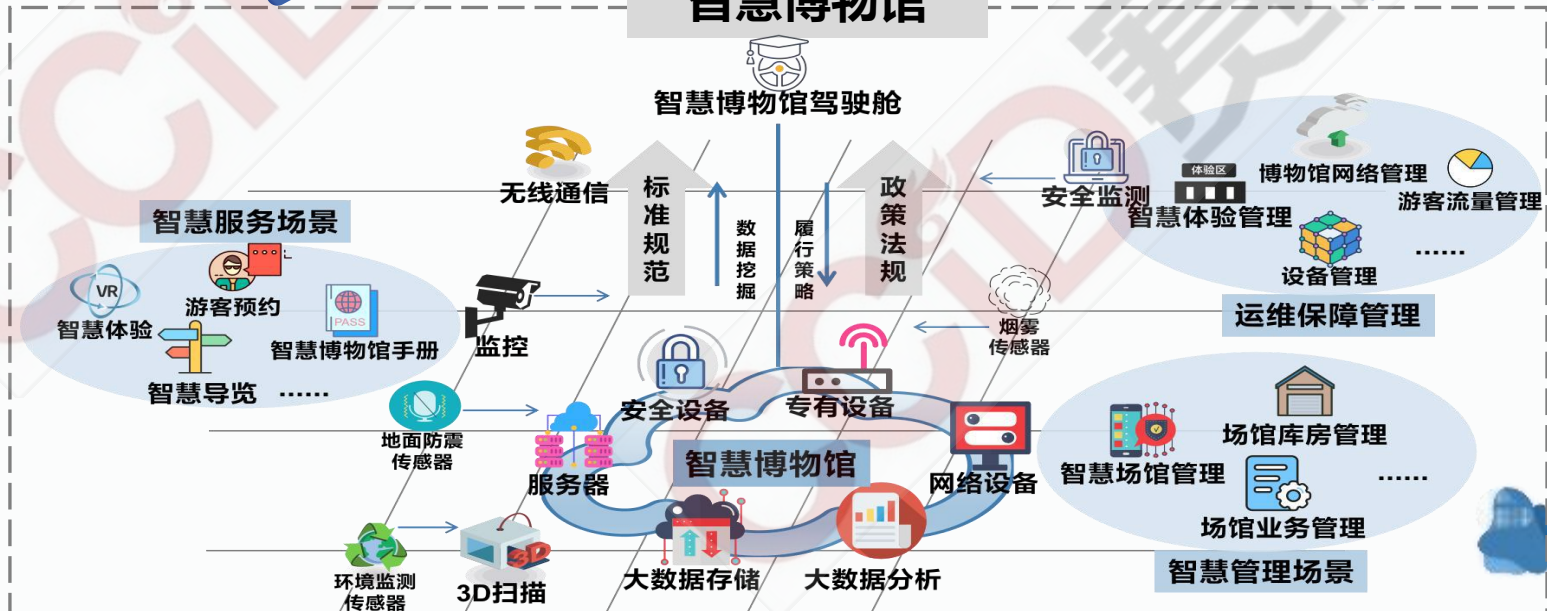 智慧博物馆
智慧博物馆驾驶舱
无线通信
标准规范
数据挖掘
履行策略
政策法规
安全监测
体验区
智慧体验管理
博物馆网络管理
游客流量管理
设备管理
......
运维保障管理
智慧服务场景
VR
智慧体验
游客预约
PASS
智慧博物馆手册
智慧导览
......
监控
烟雾
传感器
地面防震
传感器
安全设备
专有设备
服务器
智慧博物馆
网络设备
智慧场馆管理
场馆库房管理
场馆业务管理
......
智慧管理场景
环境监测
传感器
3D
3D扫描
大数据存储
大数据分析
CCiD
CCiD赛